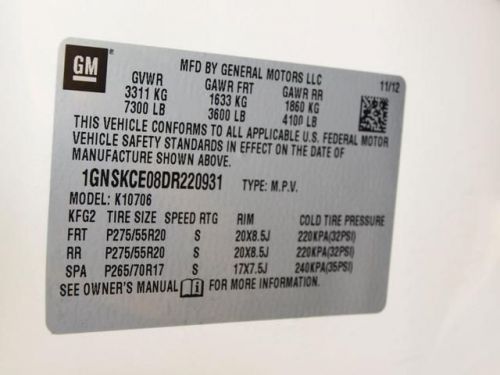 GM
MFD BY GENERAL MOTORS LLC
11/12
GVWR GAWR FRT GAWR RR
3311 KG 1633 KG 1860 KG
7300 LB 3600 LB 4100 LB
THIS VEHICLE CONFORMS TO ALL APPLICABLE U.S. FEDERAL MOTOR
VEHICLE SAFETY STANDARDS IN EFFECT ON THE DATE OF
MANUFACTURE SHOWN ABOVE.
1GNSKCE08DR220931 TYPE: M.P.V.
MODEL: K10706
KFG2 TIRE SIZE SPEED RTG RIM COLD TIRE PRESSURE
FRT P275/55R20 S 20X8.5J 220KPA(32PSI)
RR P275/55R20 S 20X8.5J 220KPA(32PSI)
SPA P265/70R17 S 17X7.5J 240KPA(35PSI)
SEE OWNER'S MANUAL FOR MORE INFORMATION.